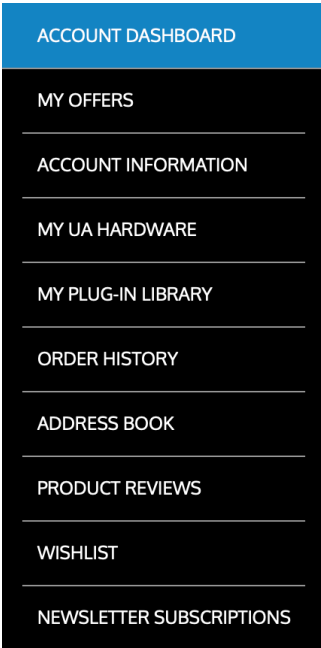 ACCOUNT DASHBOARD
MY OFFERS
ACCOUNT INFORMATION
MY UA HARDWARE
MY PLUG-IN LIBRARY
ORDER HISTORY
ADDRESS BOOK
PRODUCT REVIEWS
WISHLIST
NEWSLETTER SUBSCRIPTIONS